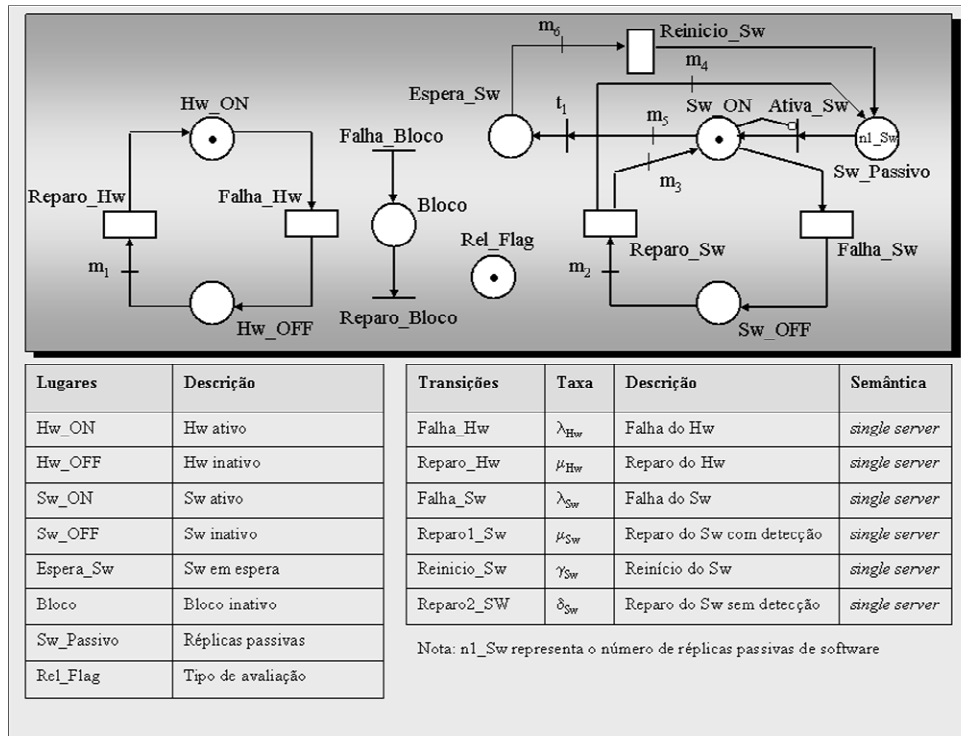 m6
Reinicio_Sw
m4
Hw_ON
Espera_Sw
t1
m5
Sw_ON
Ativa_Sw
Falha_Bloco
n1_Sw
Sw_Passivo
m3
Reparo_Hw
Falha_Hw
Bloco
Rel_Flag
Reparo_Sw
Falha_Sw
m1
m2
Hw_OFF
Reparo_Bloco
Sw_OFF
Lugares Descrição
Hw_ON Hw ativo
Hw_OFF Hw inativo
Sw_ON Sw ativo
Sw_OFF Sw inativo
Espera_Sw Sw em espera
Bloco Bloco inativo
Sw_Passivo Réplicas passivas
Rel_Flag Tipo de avaliação
Transições Taxa Descrição Semântica
Falha_Hw λHw Falha do Hw single server
Reparo_Hw μHw Reparo do Hw single server
Falha_Sw λSw Falha do Sw single server
Reparo1_Sw μSw Reparo do Sw com detecção single server
Reinicio_Sw γSw Reinício do Sw single server
Reparo2_SW δSw Reparo do Sw sem detecção single server
Nota: n1_Sw representa o número de réplicas passivas de software